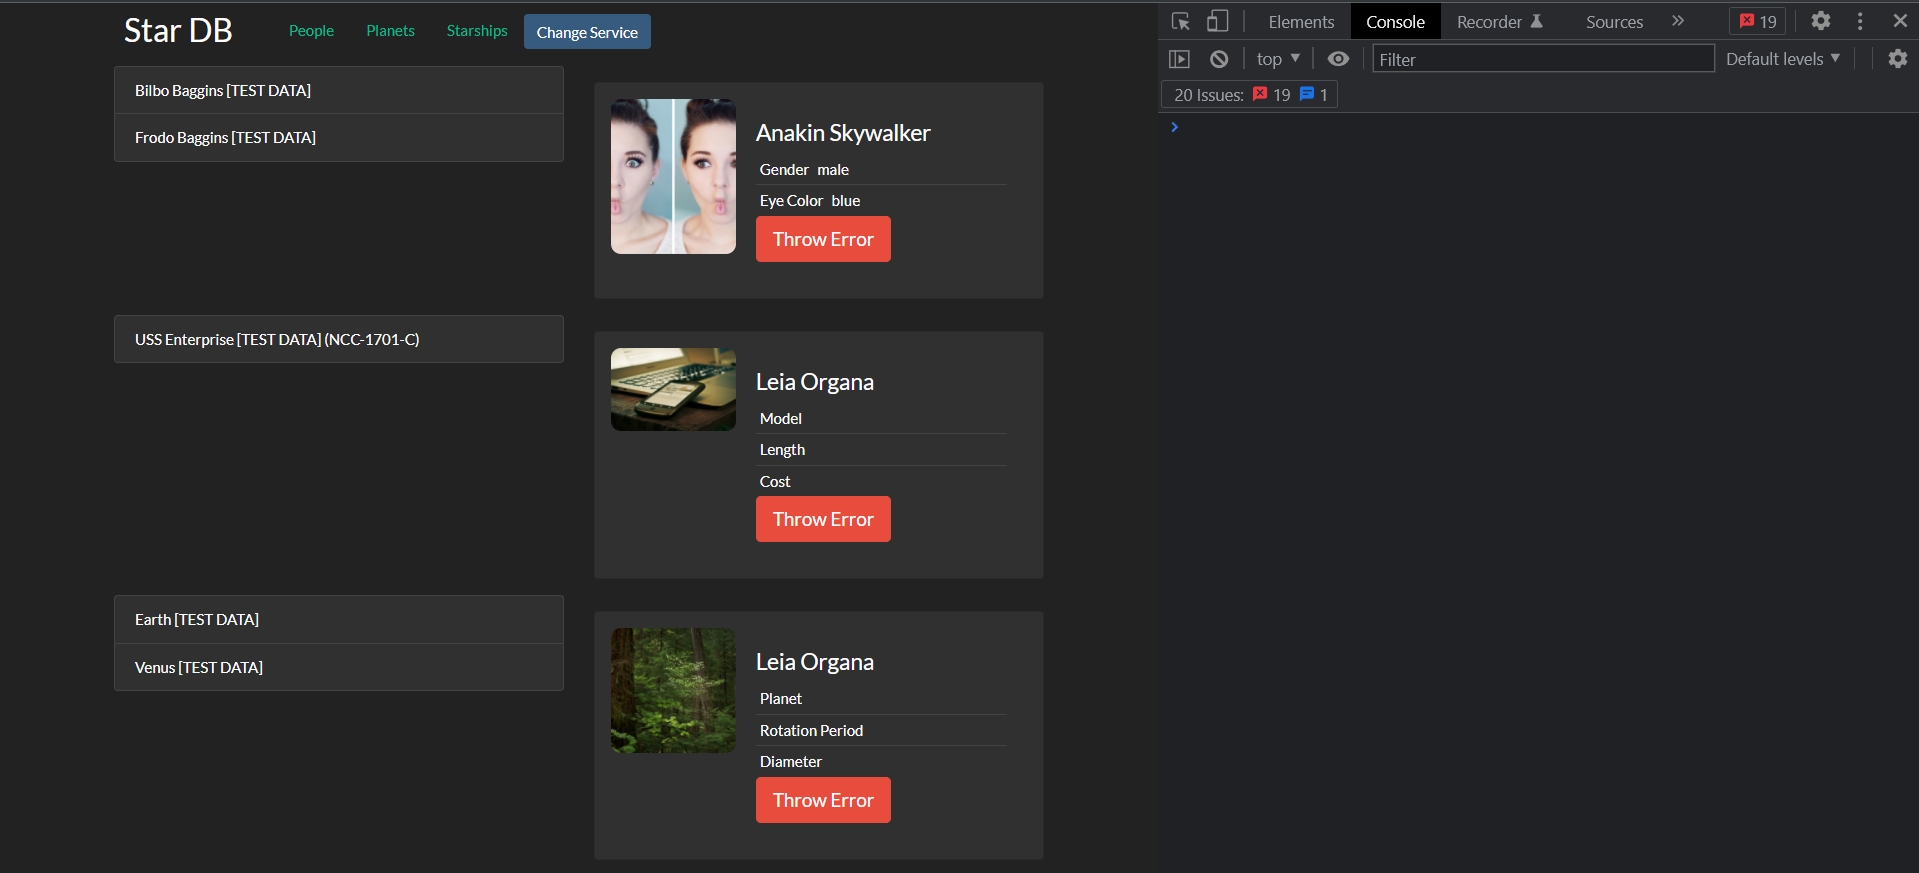 Star DB People Planets Starships Change Service
Bilbo Baggins [TEST DATA]
Frodo Baggins [TEST DATA]
Anakin Skywalker
Gender male
Eye Color blue
Throw Error
USS Enterprise [TEST DATA] (NCC-1701-C)
Leia Organa
Model
Length
Cost
Throw Error
Earth [TEST DATA]
Venus [TEST DATA]
Leia Organa
Planet
Rotation Period
Diameter
Throw Error
Elements Console Recorder Sources 19
top Filter Default levels
20 Issues: 19 1